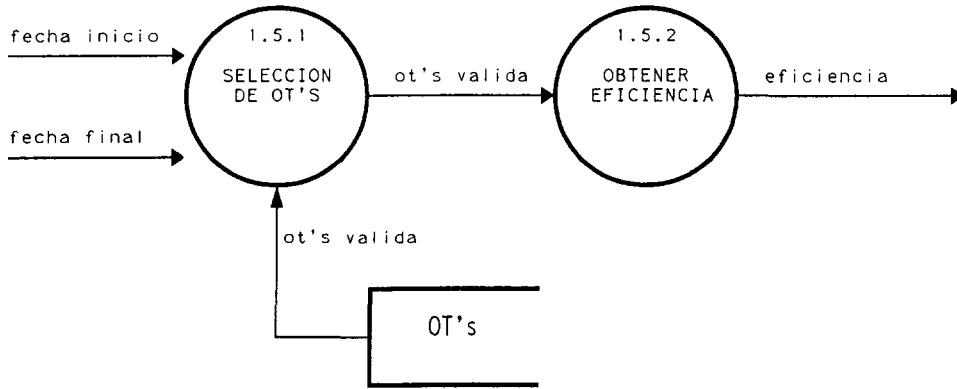 fecha inicio
fecha final
1.5.1
SELECCION
DE OT'S
ot's valida
1.5.2
OBTENER
EFICIENCIA
eficiencia
ot's valida
OT's